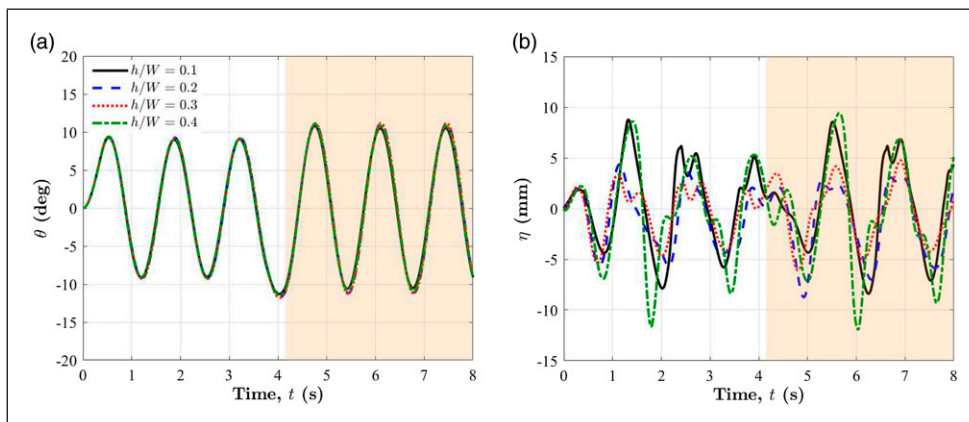 (a)
20
15
10
5
0
-5
-10
-15
-20
θ (deg)
h/W = 0.1
h/W = 0.2
h/W = 0.3
h/W = 0.4
0 1 2 3 4 5 6 7 8
Time, t (s)
(b)
15
10
5
0
-5
-10
-15
η (mm)
0 1 2 3 4 5 6 7 8
Time, t (s)